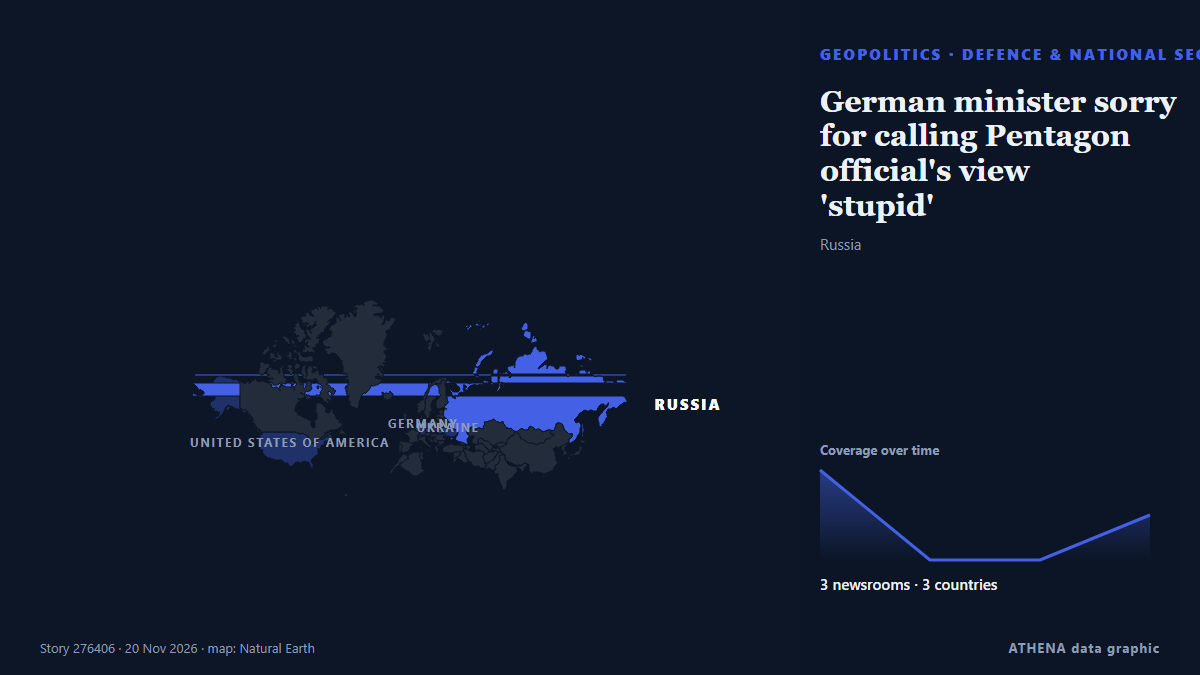 GEOPOLITICS · DEFENCE & NATIONAL
German minister sorry
for calling Pentagon
official's view
'stupid'
Russia
RUSSIA
GERMANY
UKRAINE
UNITED STATES OF AMERICA
Coverage over time
3 newsrooms · 3 countries
Story 276406 · 20 Nov 2026 · map: Natural Earth
ATHENA data graphic